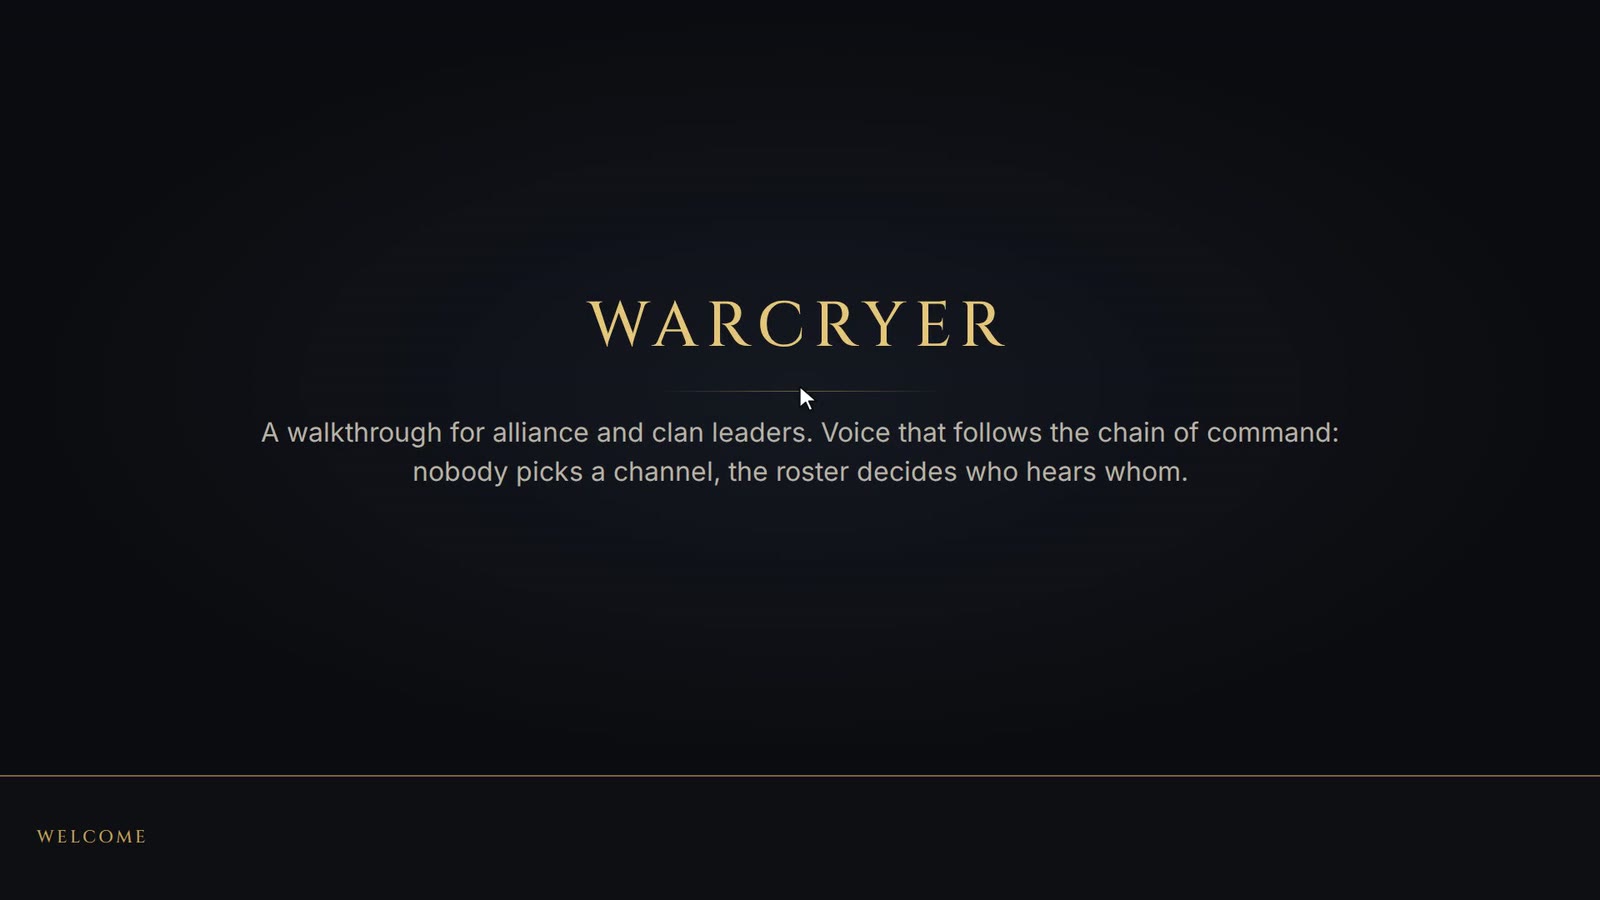 WARCRYER
A walkthrough for alliance and clan leaders. Voice that follows the chain of command:
nobody picks a channel, the roster decides who hears whom.
WELCOME